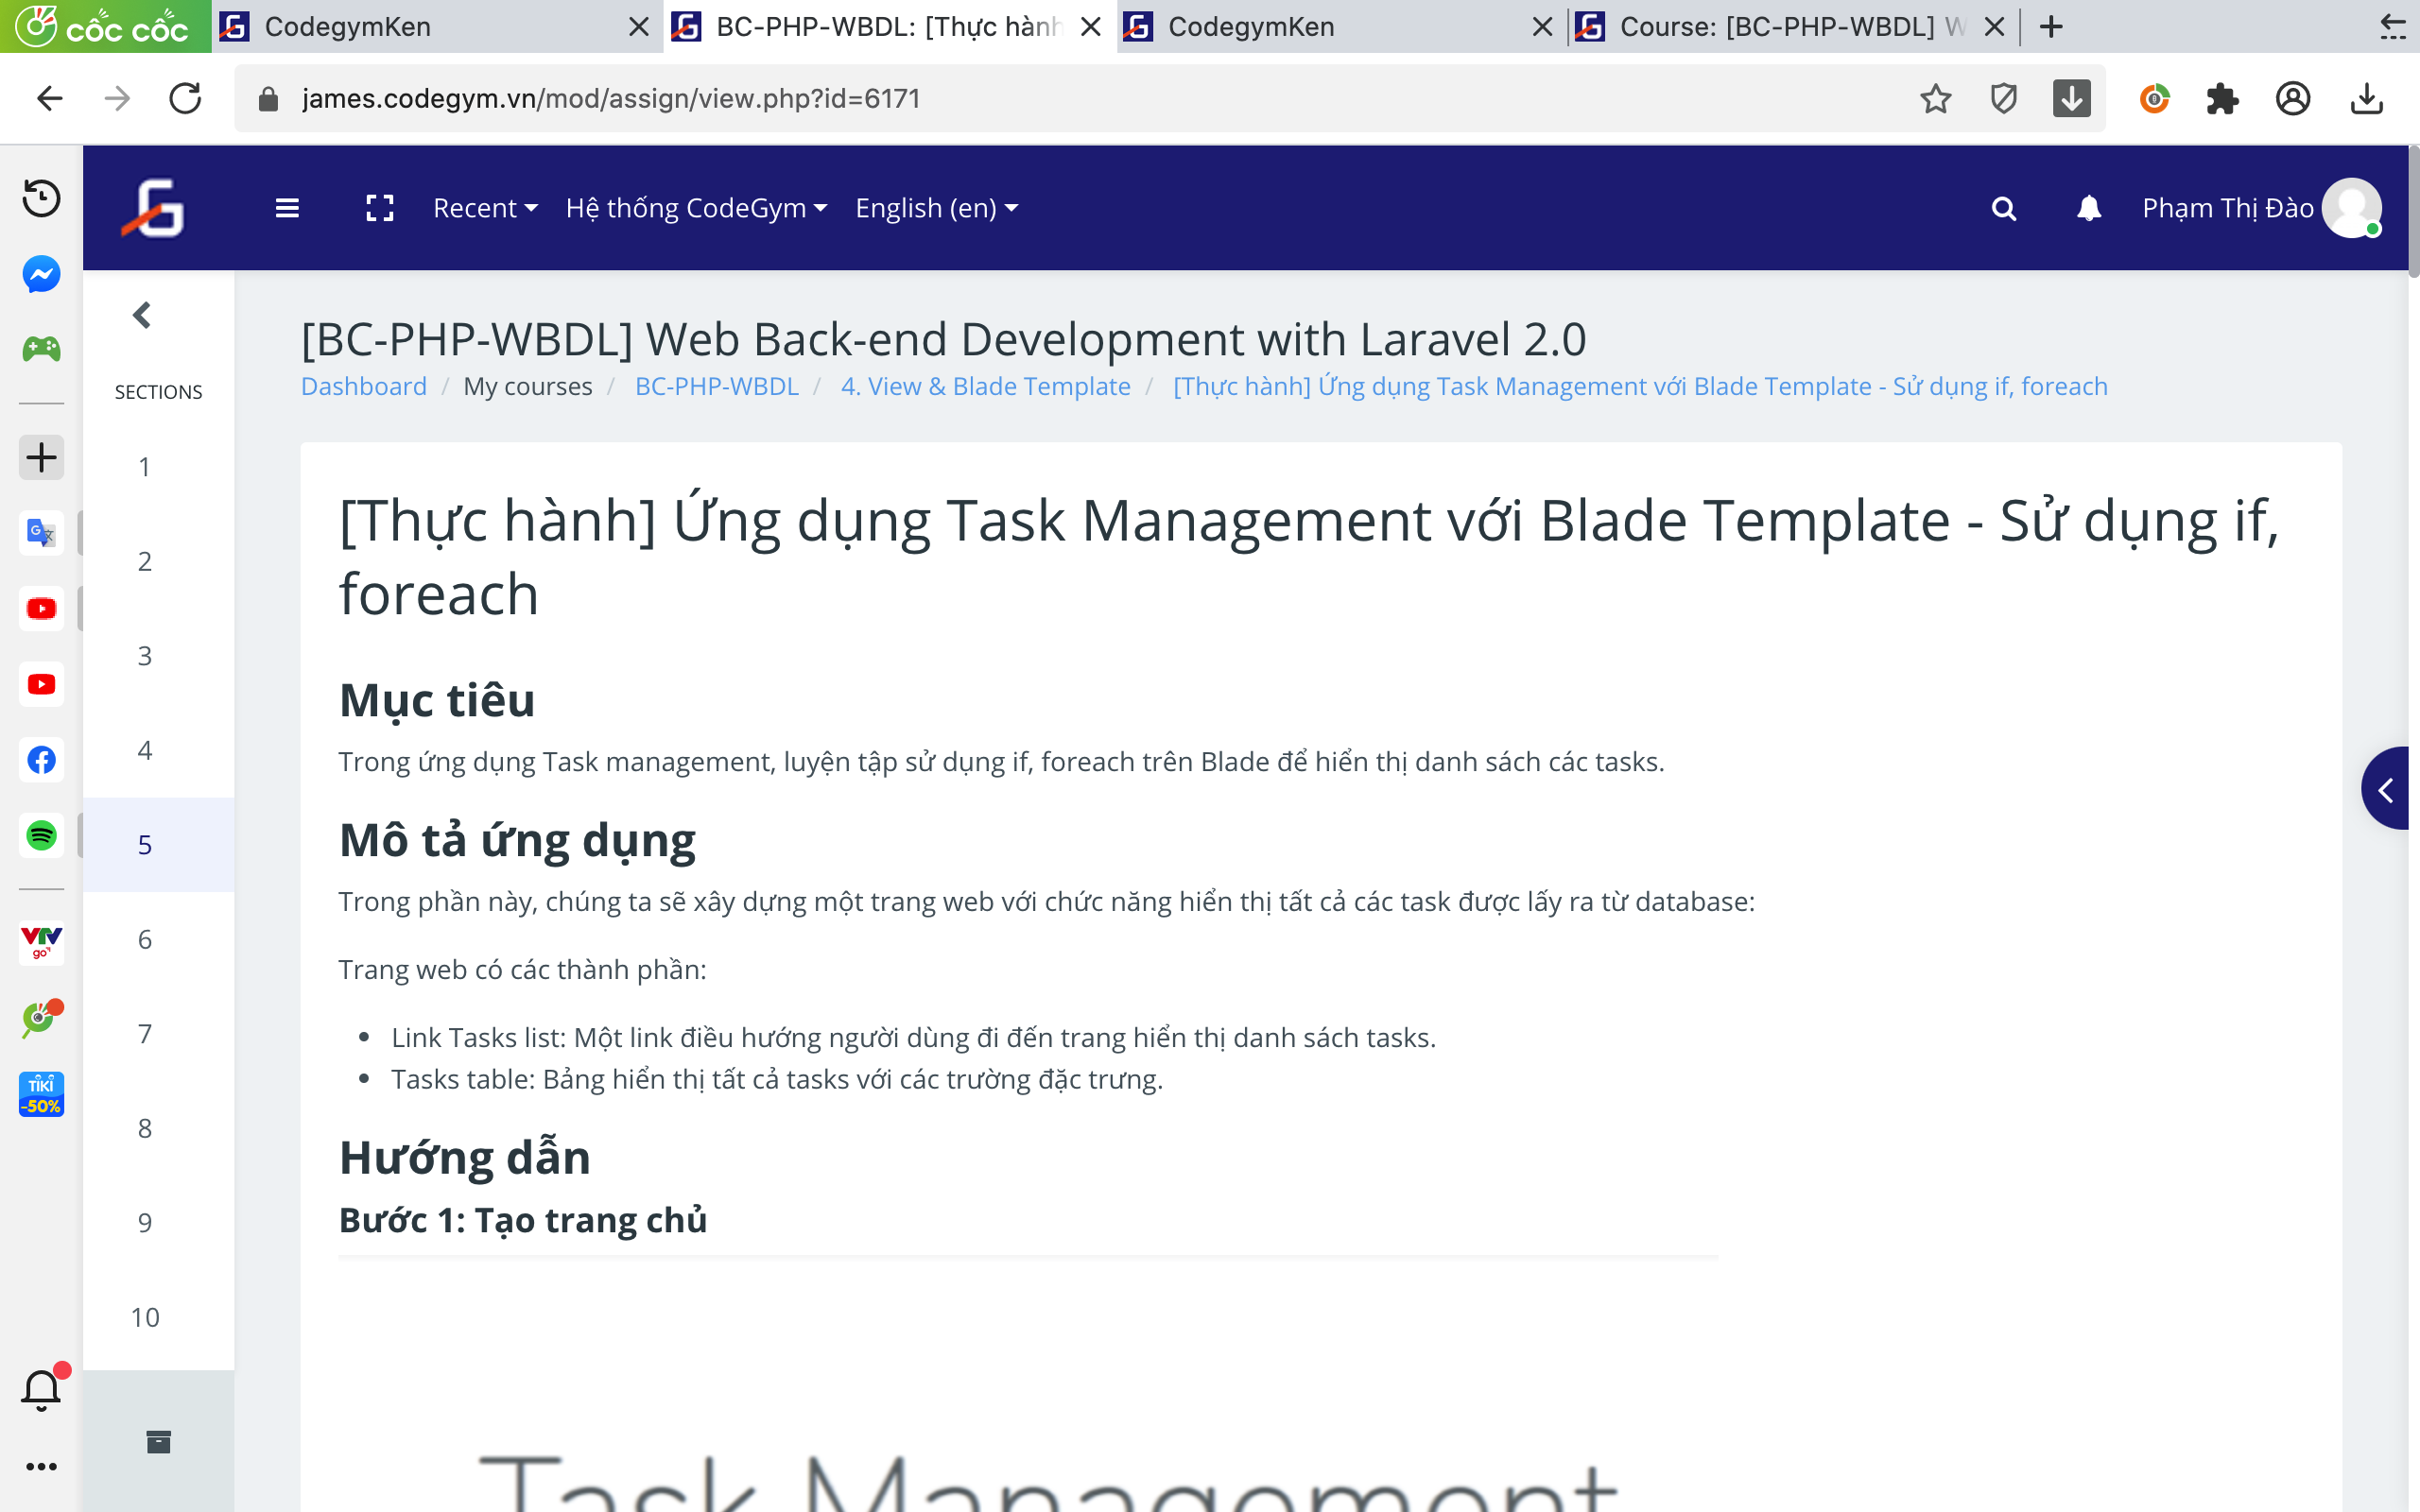 cốc cốc
CodegymKen
BC-PHP-WBDL: [Thực hành
CodegymKen
Course: [BC-PHP-WBDL] W
james.codegym.vn/mod/assign/view.php?id=6171
Recent
Hệ thống CodeGym
English (en)
Phạm Thị Đào
SECTIONS
1
2
3
4
5
6
7
8
9
10
VTV
go
TIKI
-50%
[BC-PHP-WBDL] Web Back-end Development with Laravel 2.0
Dashboard / My courses / BC-PHP-WBDL / 4. View & Blade Template / [Thực hành] Ứng dụng Task Management với Blade Template - Sử dụng if, foreach
[Thực hành] Ứng dụng Task Management với Blade Template - Sử dụng if,
foreach
Mục tiêu
Trong ứng dụng Task management, luyện tập sử dụng if, foreach trên Blade để hiển thị danh sách các tasks.
Mô tả ứng dụng
Trong phần này, chúng ta sẽ xây dựng một trang web với chức năng hiển thị tất cả các task được lấy ra từ database:
Trang web có các thành phần:
Link Tasks list: Một link điều hướng người dùng đi đến trang hiển thị danh sách tasks.
Tasks table: Bảng hiển thị tất cả tasks với các trường đặc trưng.
Hướng dẫn
Bước 1: Tạo trang chủ
Task Management